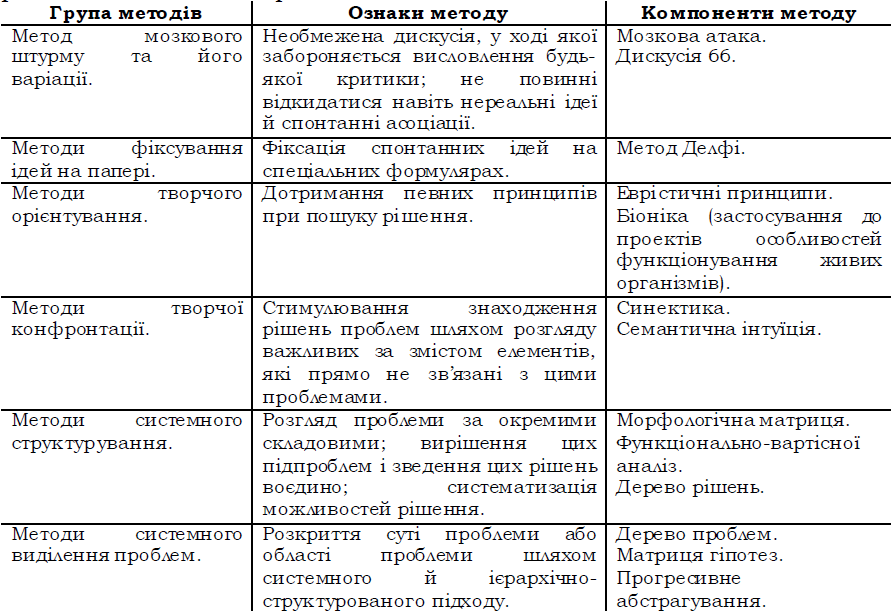 Група методів
Ознаки методу
Компоненти методу
Метод мозкового
штурму та його
варіації.
Необмежена дискусія, у ході якої
забороняється висловлення будь-
якої критики; не повинні
відкидатися навіть нереальні ідеї
й спонтанні асоціації.
Мозкова атака.
Дискусія 66.
Методи фіксування
ідей на папері.
Фіксація спонтанних ідей на
спеціальних формулярах.
Метод Делфі.
Методи творчого
орієнтування.
Дотримання певних принципів
при пошуку рішення.
Еврістичні принципи.
Біоніка (застосування до
проектів особливостей
функціонування живих
організмів).
Методи творчої
конфронтації.
Стимулювання знаходження
рішень проблем шляхом розгляду
важливих за змістом елементів,
які прямо не зв’язані з цими
проблемами.
Синектика.
Семантична інтуїція.
Методи системного
структурування.
Розгляд проблеми за окремими
складовими; вирішення цих
підпроблем і зведення цих рішень
воєдино; систематизація
можливостей рішення.
Морфологічна матриця.
Функціонально-вартісної
аналіз.
Дерево рішень.
Методи системного
виділення проблем.
Розкриття суті проблеми або
області проблеми шляхом
системного й ієрархічно-
структурованого підходу.
Дерево проблем.
Матриця гіпотез.
Прогресивне
абстрагування.